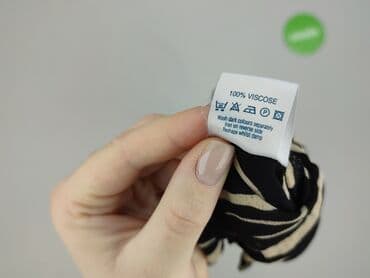 100% VISCOSE
Wash dark colours separately
Iron on reverse side
Reshape whilst damp